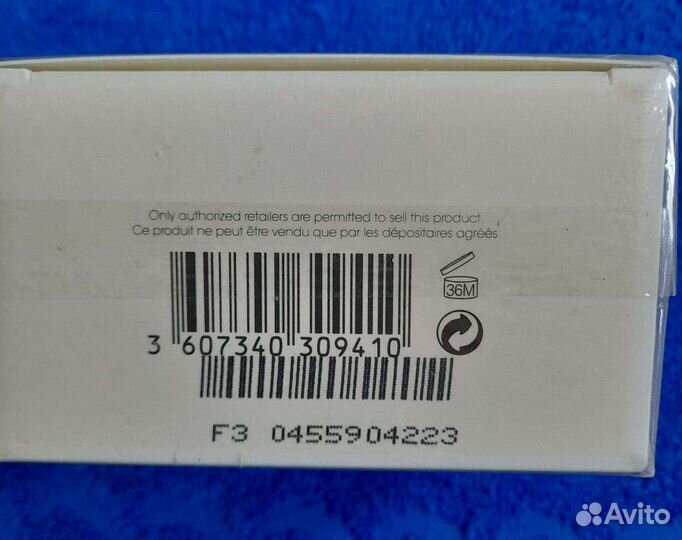 Only authorized retailers are permitted to sell this product.
Ce produit ne peut être vendu que par les dépositaires agréés.
36M
3 607340 309410
F3 0455904223
Avito